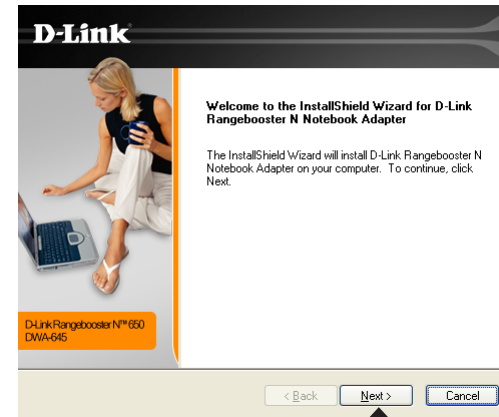 D-Link
Welcome to the InstallShield Wizard for D-Link
Rangebooster N Notebook Adapter
The InstallShield Wizard will install D-Link Rangebooster N
Notebook Adapter on your computer. To continue, click
Next.
D-Link Rangebooster N™ 650
DWA-645
< Back
Next >
Cancel